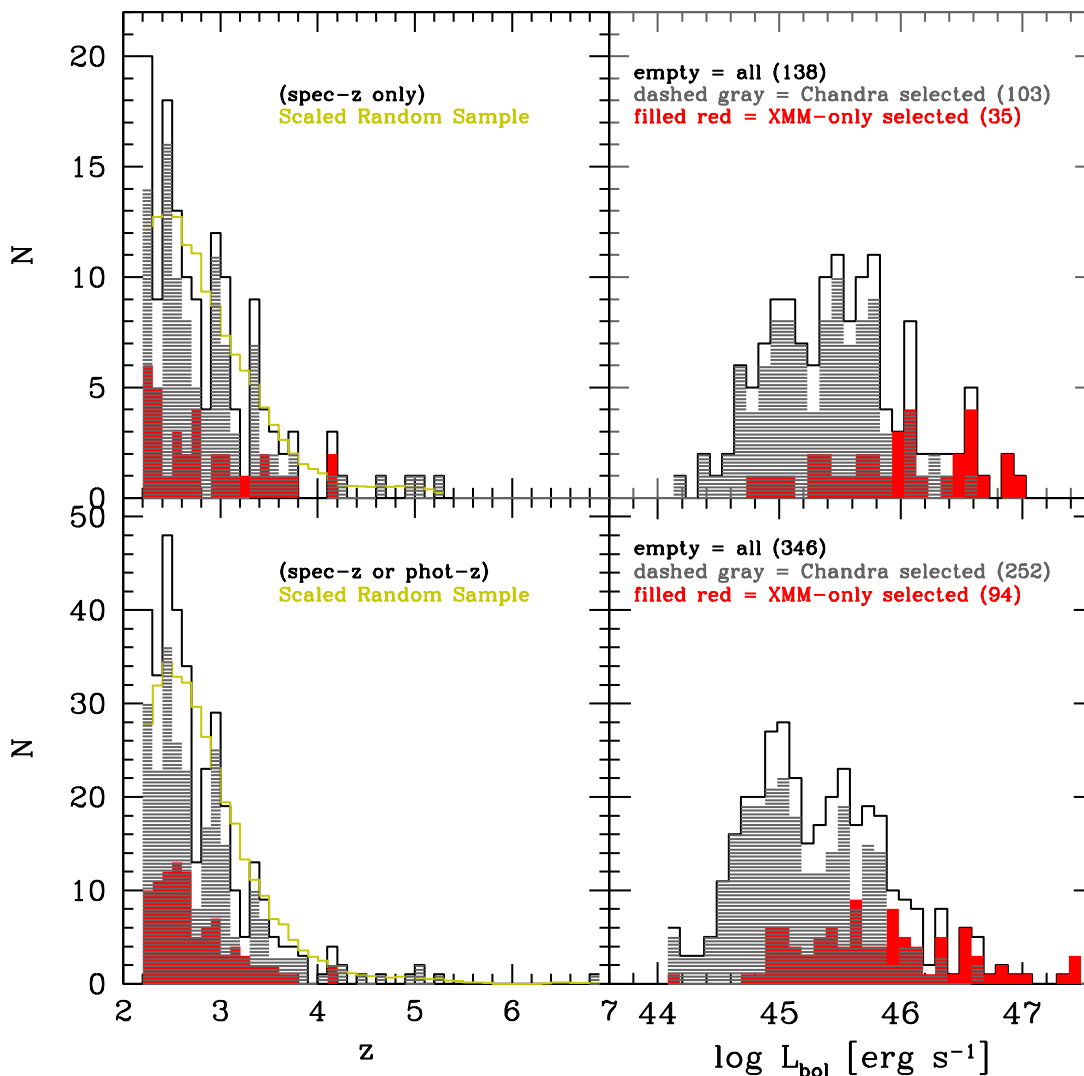 20
15
10
5
0
N
(spec-z only)
Scaled Random Sample
empty = all (138)
dashed gray = Chandra selected (103)
filled red = XMM-only selected (35)
50
40
30
20
10
0
N
(spec-z or phot-z)
Scaled Random Sample
empty = all (346)
dashed gray = Chandra selected (252)
filled red = XMM-only selected (94)
2 3 4 5 6 7
z
44 45 46 47
log L_bol [erg s⁻¹]